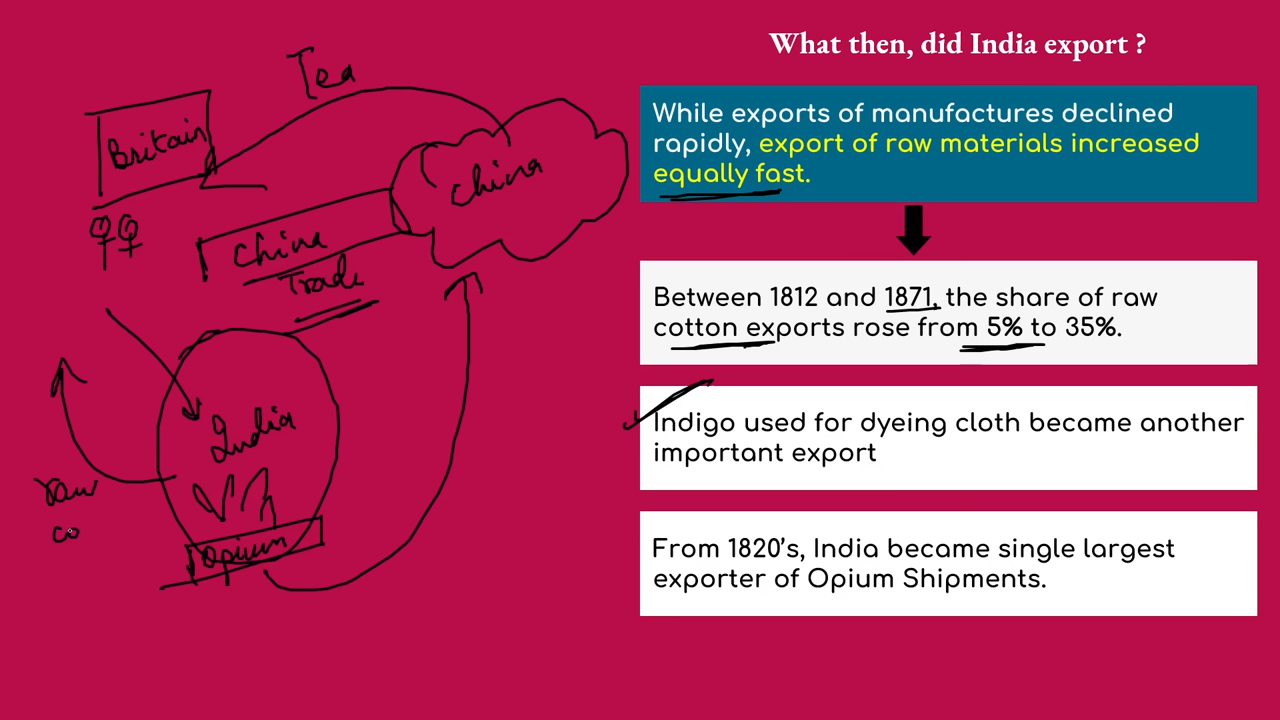 What then, did India export ?
While exports of manufactures declined
rapidly, export of raw materials increased
equally fast.
Between 1812 and 1871, the share of raw
cotton exports rose from 5% to 35%.
Indigo used for dyeing cloth became another
important export
From 1820's, India became single largest
exporter of Opium Shipments.
Tea
Britain
China
China
Trade
India
Opium
raw
co